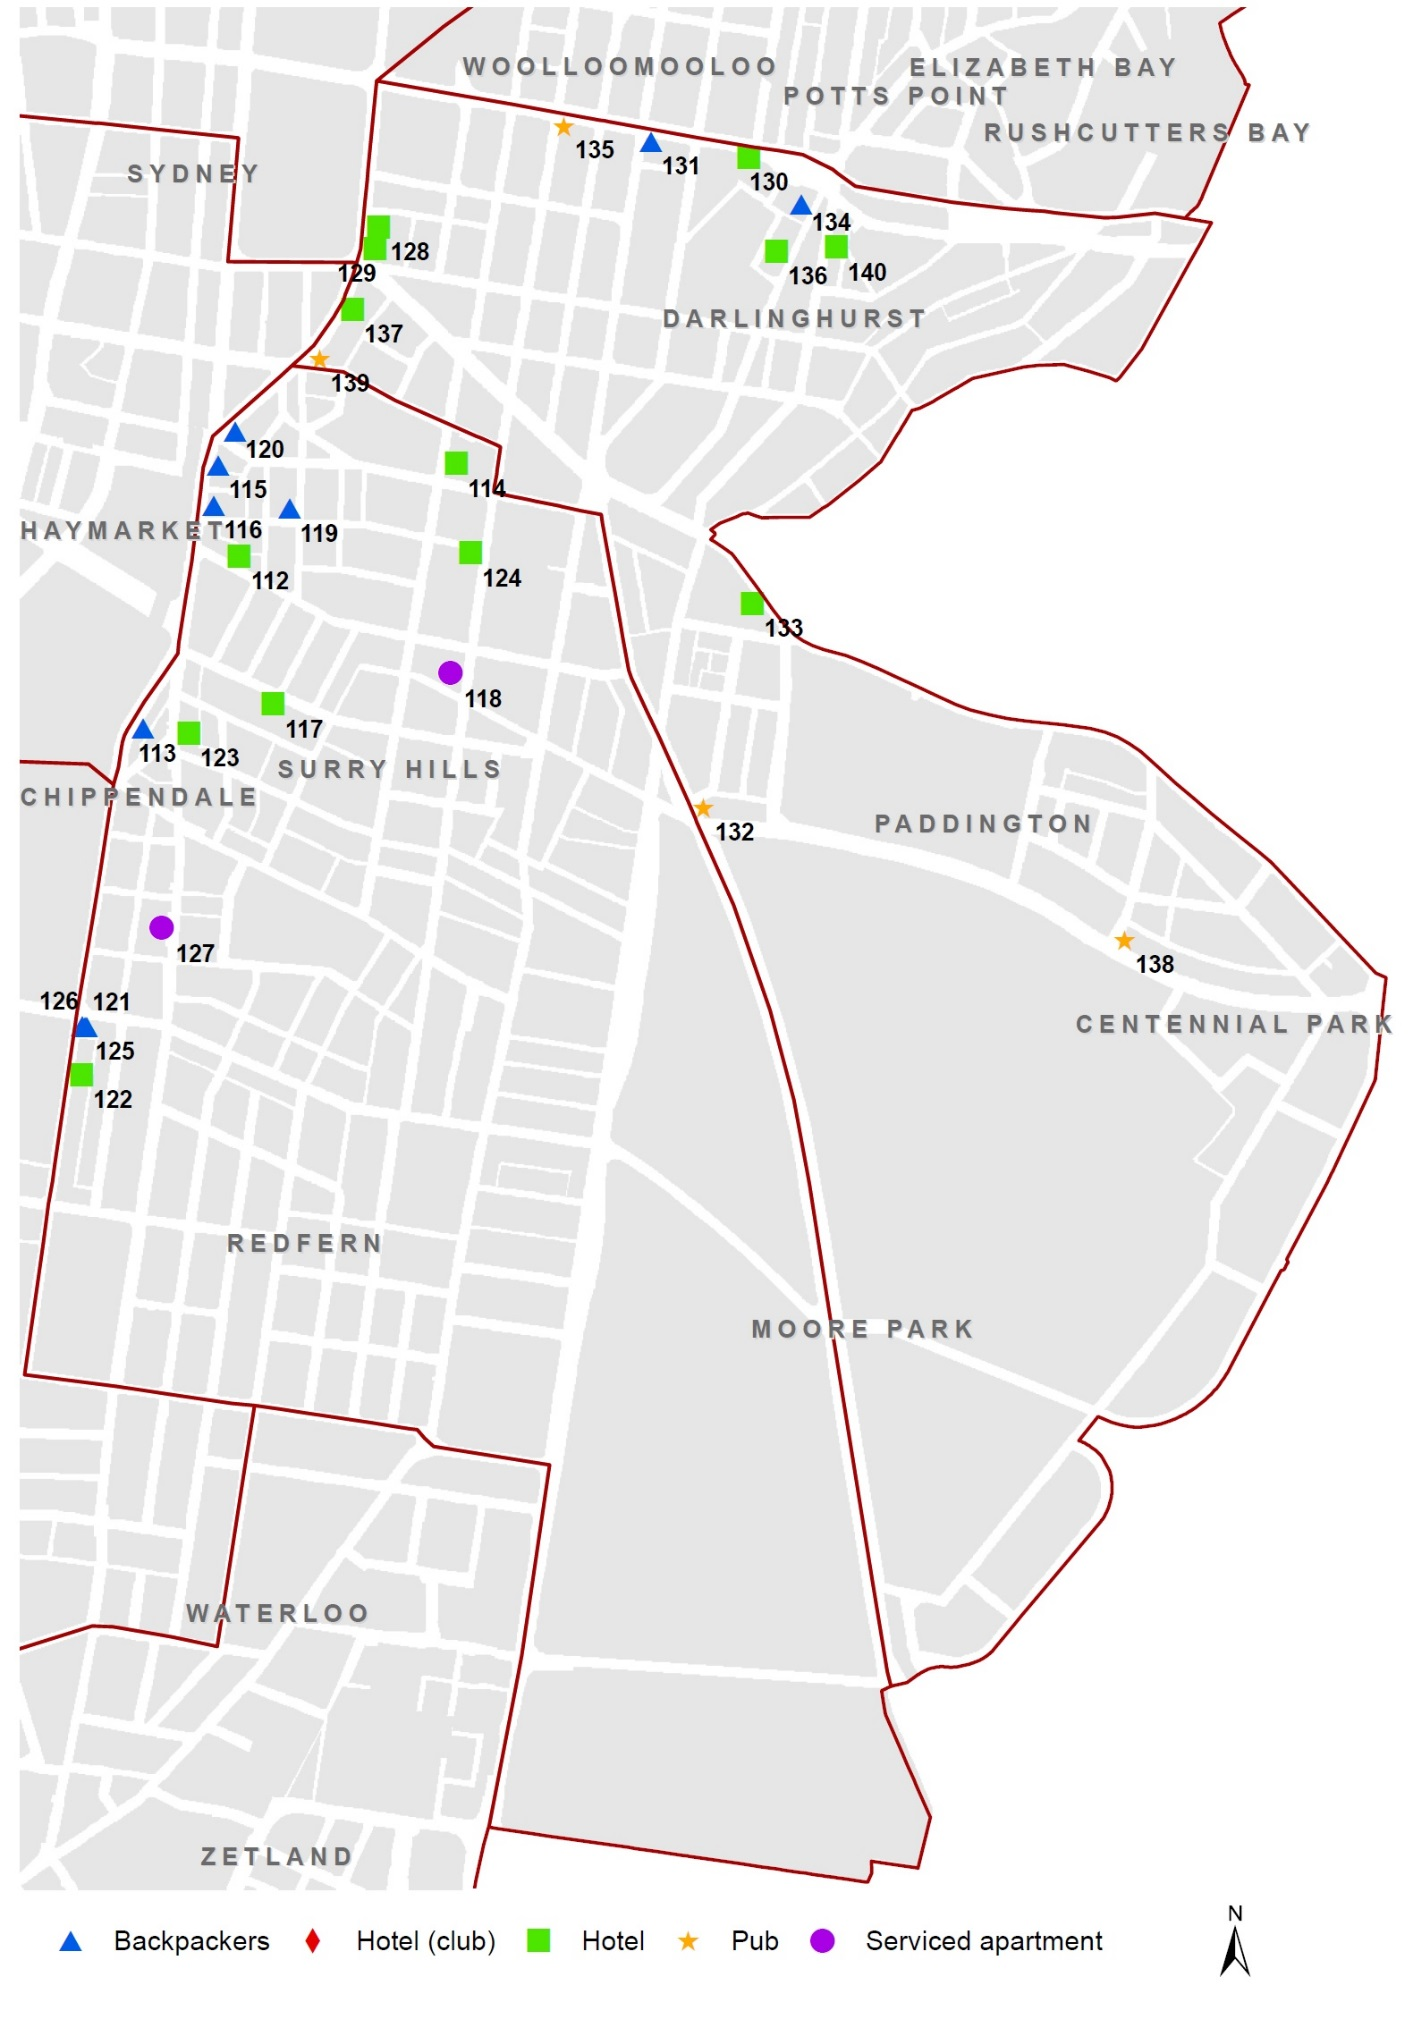 WOOLLOOMOOLOO
ELIZABETH BAY
POTTS POINT
RUSHCUTTERS BAY
135
131
SYDNEY
130
134
128
129
136
140
DARLINGHURST
137
139
120
115
114
HAYMARKET
116
119
112
124
133
118
117
113
123
SURRY HILLS
CHIPPENDALE
132
PADDINGTON
127
138
126
121
CENTENNIAL PARK
125
122
REDFERN
MOORE PARK
WATERLOO
ZETLAND
N
Backpackers
Hotel (club)
Hotel
Pub
Serviced apartment